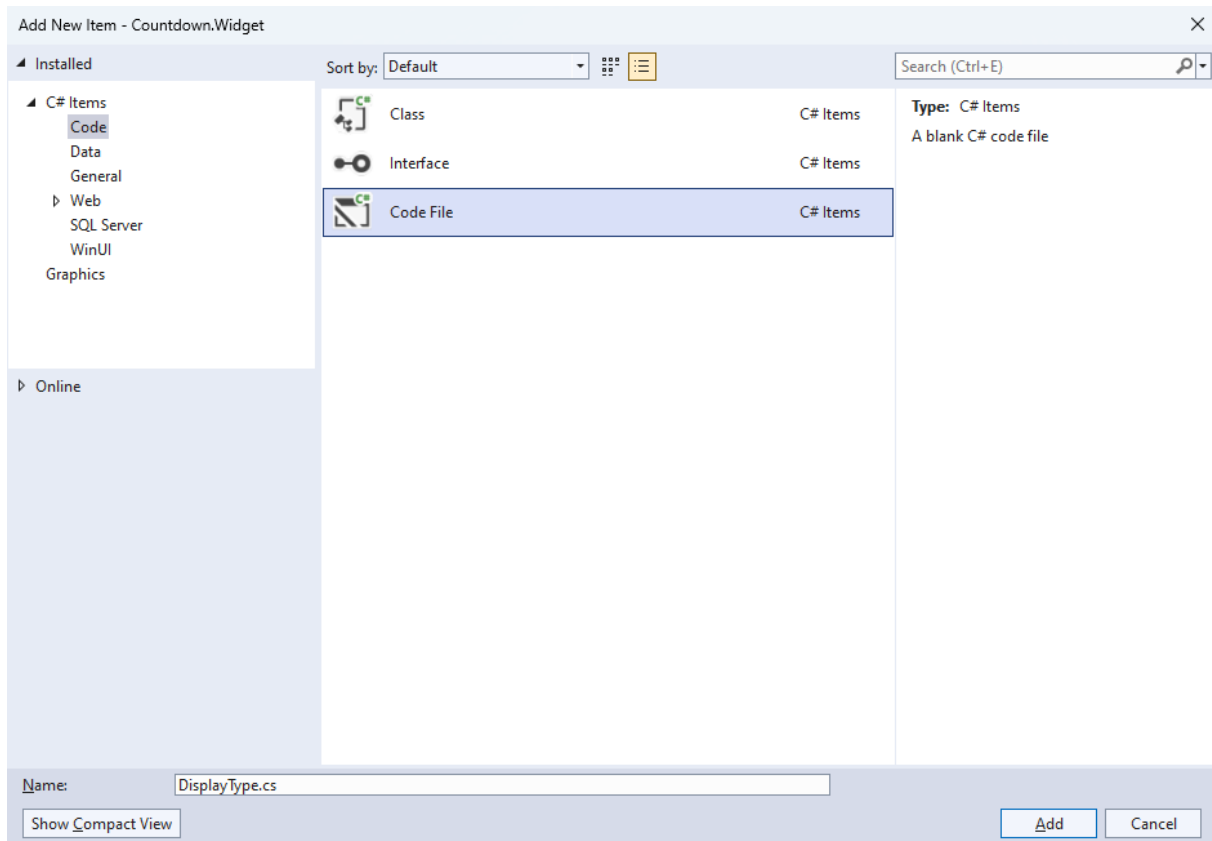 Add New Item - Countdown.Widget
Installed
Sort by: Default
Search (Ctrl+E)
C# Items
Code
Data
General
Web
SQL Server
WinUI
Graphics
Online
Class C# Items
Interface C# Items
Code File C# Items
Type: C# Items
A blank C# code file
Name: DisplayType.cs
Show Compact View
Add
Cancel